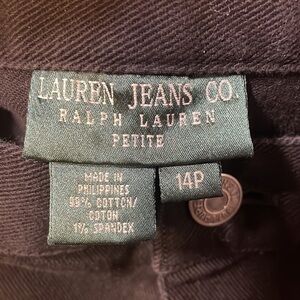 LAUREN JEANS CO.
RALPH LAUREN
PETITE
MADE IN
PHILIPPINES
99% COTTON/
COTON
1% SPANDEX
14P